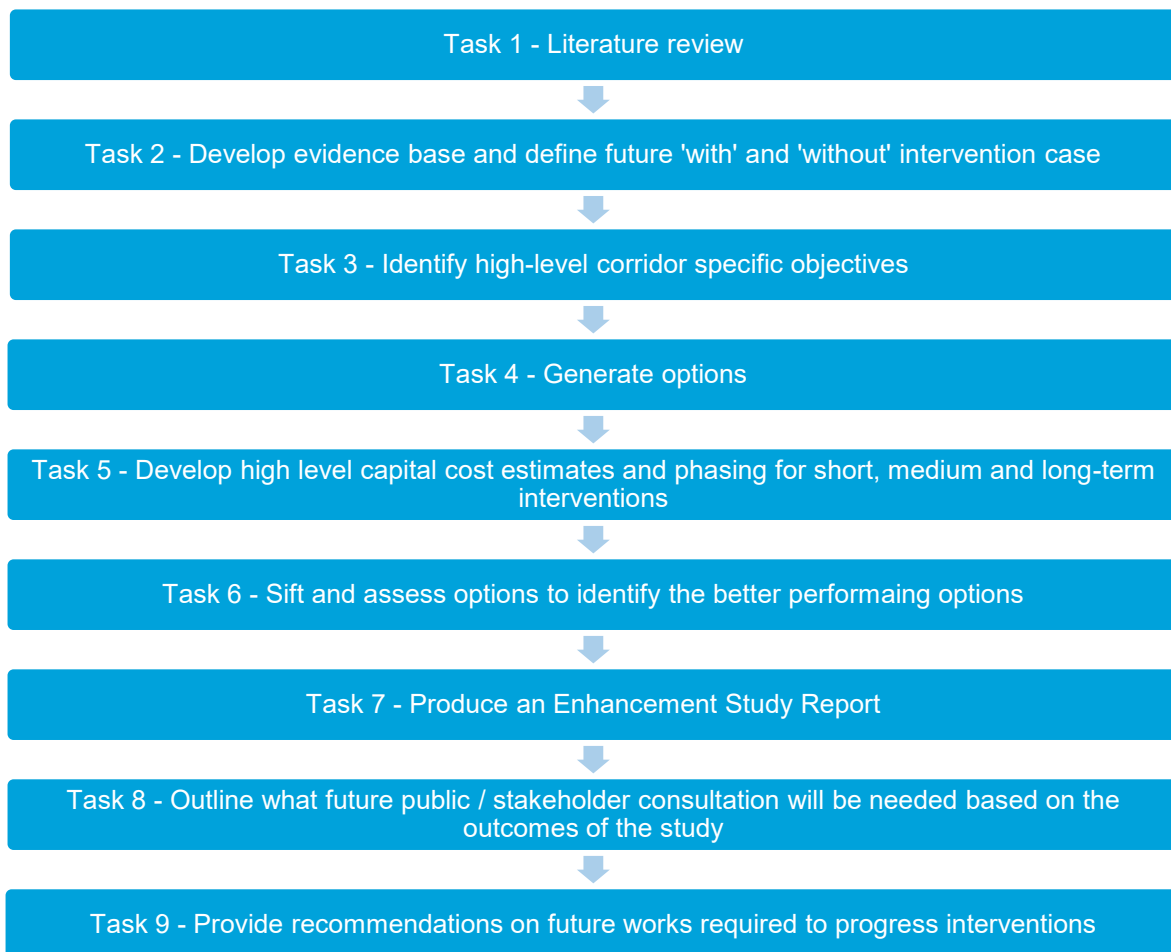 Task 1 - Literature review
Task 2 - Develop evidence base and define future 'with' and 'without' intervention case
Task 3 - Identify high-level corridor specific objectives
Task 4 - Generate options
Task 5 - Develop high level capital cost estimates and phasing for short, medium and long-term
interventions
Task 6 - Sift and assess options to identify the better performaing options
Task 7 - Produce an Enhancement Study Report
Task 8 - Outline what future public / stakeholder consultation will be needed based on the
outcomes of the study
Task 9 - Provide recommendations on future works required to progress interventions